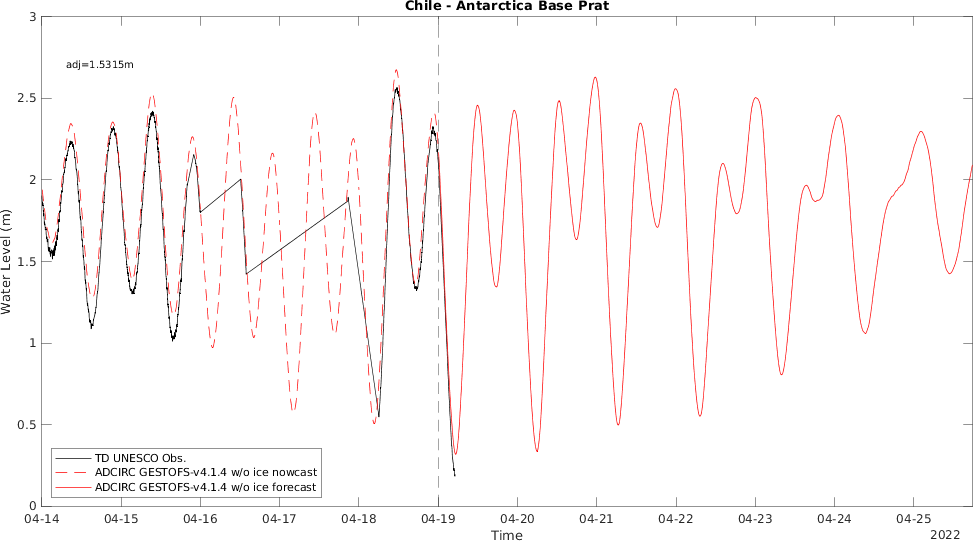 Chile - Antarctica Base Prat
adj=1.5315m
3
2.5
2
1.5
1
0.5
0
Water Level (m)
TD UNESCO Obs.
ADCIRC GESTOFS-v4.1.4 w/o ice nowcast
ADCIRC GESTOFS-v4.1.4 w/o ice forecast
04-14 04-15 04-16 04-17 04-18 04-19 04-20 04-21 04-22 04-23 04-24 04-25
Time
2022